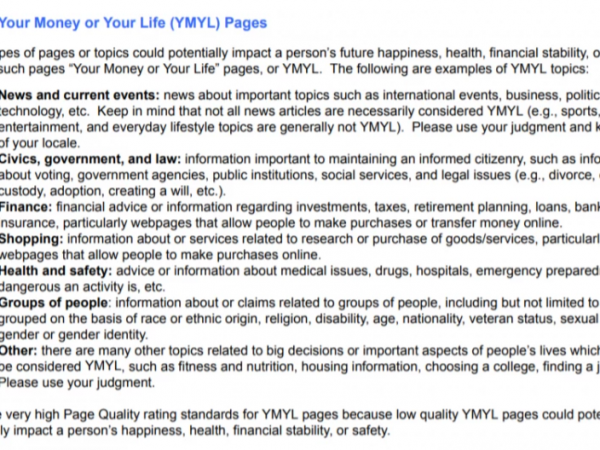 Your Money or Your Life (YMYL) Pages
pes of pages or topics could potentially impact a person's future happiness, health, financial stability, o
such pages "Your Money or Your Life" pages, or YMYL. The following are examples of YMYL topics:
News and current events: news about important topics such as international events, business, politic
technology, etc. Keep in mind that not all news articles are necessarily considered YMYL (e.g., sports,
entertainment, and everyday lifestyle topics are generally not YMYL). Please use your judgment and k
of your locale.
Civics, government, and law: information important to maintaining an informed citizenry, such as info
about voting, government agencies, public institutions, social services, and legal issues (e.g., divorce,
custody, adoption, creating a will, etc.).
Finance: financial advice or information regarding investments, taxes, retirement planning, loans, bank
insurance, particularly webpages that allow people to make purchases or transfer money online.
Shopping: information about or services related to research or purchase of goods/services, particularl
webpages that allow people to make purchases online.
Health and safety: advice or information about medical issues, drugs, hospitals, emergency prepared
dangerous an activity is, etc.
Groups of people: information about or claims related to groups of people, including but not limited to
grouped on the basis of race or ethnic origin, religion, disability, age, nationality, veteran status, sexual
gender or gender identity.
Other: there are many other topics related to big decisions or important aspects of people's lives which
be considered YMYL, such as fitness and nutrition, housing information, choosing a college, finding a j
Please use your judgment.
very high Page Quality rating standards for YMYL pages because low quality YMYL pages could pote
ly impact a person's happiness, health, financial stability, or safety.